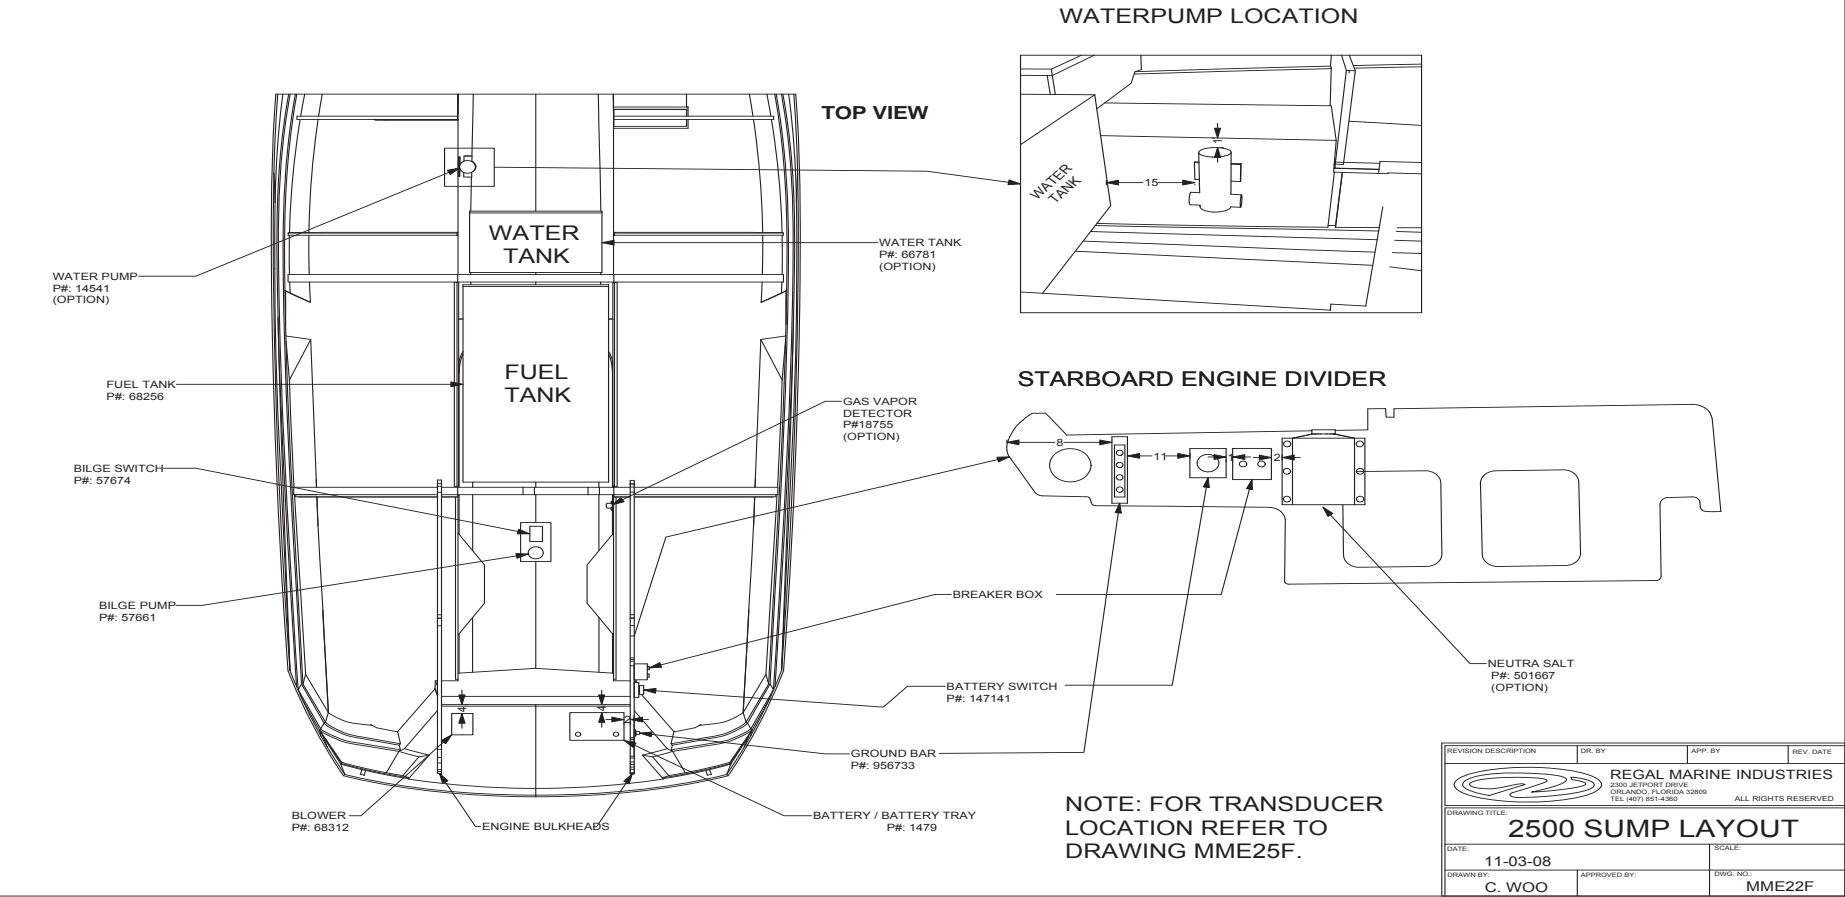 WATERPUMP LOCATION
TOP VIEW
1
15
WATER
TANK
WATER
TANK
WATER TANK
P#: 66781
(OPTION)
WATER PUMP
P#: 14541
(OPTION)
STARBOARD ENGINE DIVIDER
FUEL
TANK
FUEL TANK
P#: 68256
GAS VAPOR
DETECTOR
P#18755
(OPTION)
8
11
1
2
BILGE SWITCH
P#: 57674
BREAKER BOX
BILGE PUMP
P#: 57661
NEUTRA SALT
P#: 501667
(OPTION)
BATTERY SWITCH
P#: 147141
4
4
2
GROUND BAR
P#: 956733
BLOWER
P#: 68312
ENGINE BULKHEADS
BATTERY / BATTERY TRAY
P#: 1479
NOTE: FOR TRANSDUCER
LOCATION REFER TO
DRAWING MME25F.
REVISION DESCRIPTION DR. BY APP. BY REV. DATE
REGAL MARINE INDUSTRIES
2300 JETPORT DRIVE
ORLANDO, FLORIDA 32809
TEL (407) 851-4360 ALL RIGHTS RESERVED
DRAWING TITLE:
2500 SUMP LAYOUT
DATE: SCALE:
11-03-08
DRAWN BY: APPROVED BY: DWG. NO.:
C. WOO MME22F